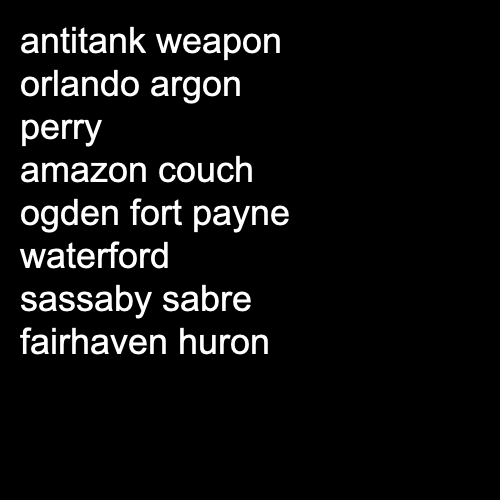 antitank weapon
orlando argon
perry
amazon couch
ogden fort payne
waterford
sassaby sabre
fairhaven huron